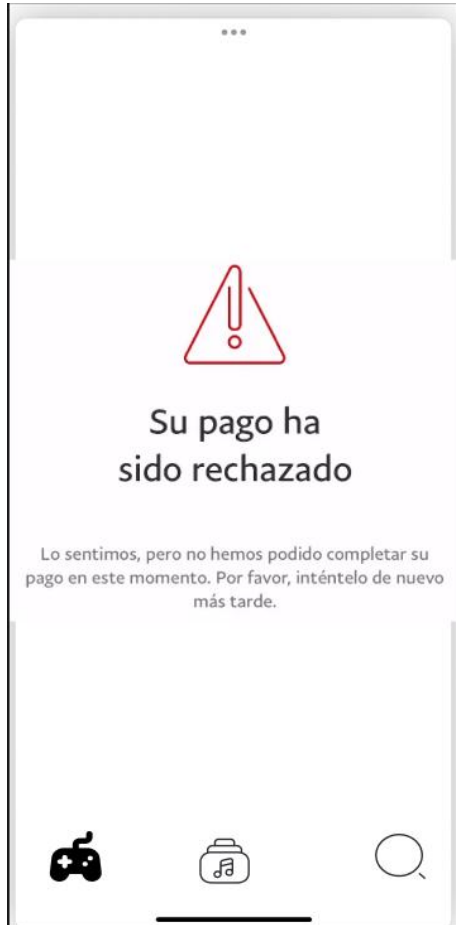 Su pago ha
sido rechazado
Lo sentimos, pero no hemos podido completar su
pago en este momento. Por favor, inténtelo de nuevo
más tarde.